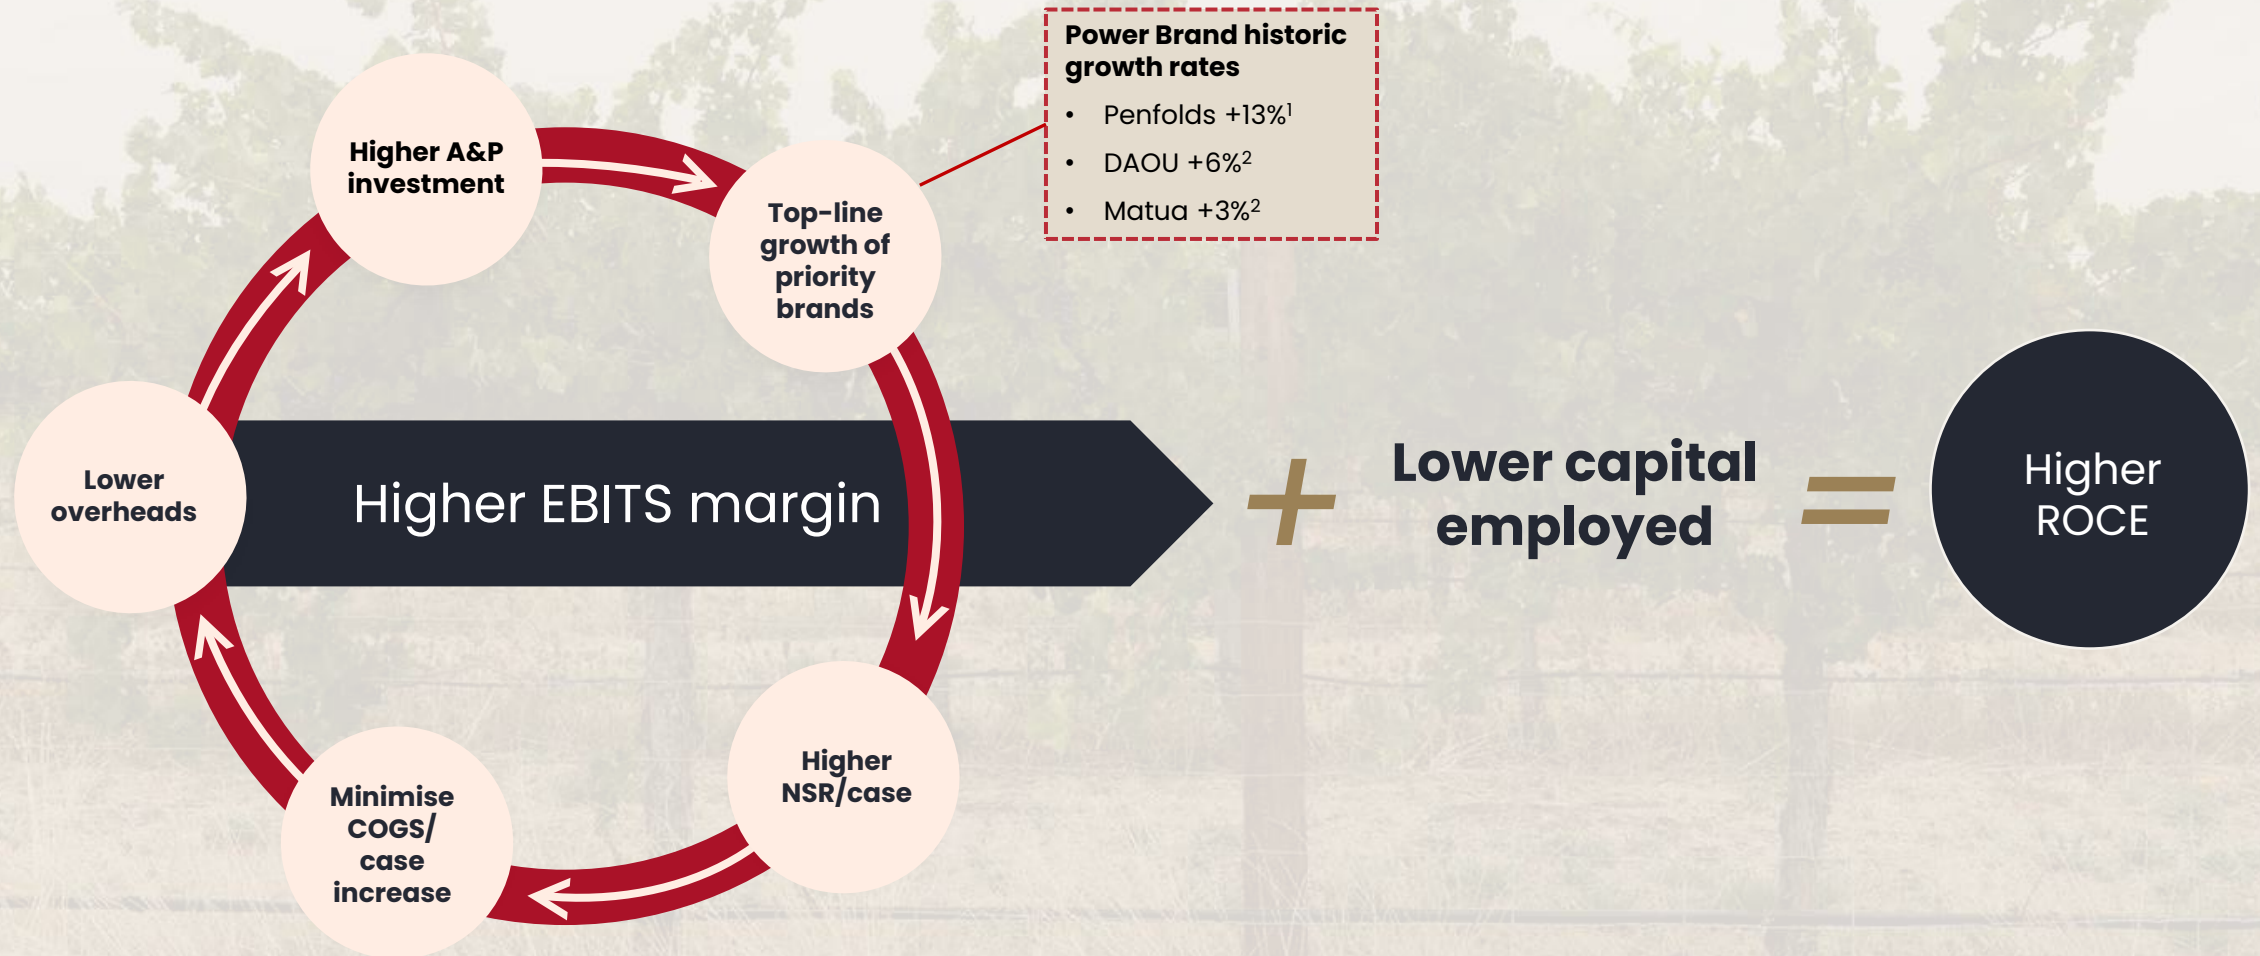 Power Brand historic
growth rates
• Penfolds +13%¹
• DAOU +6%²
• Matua +3%²
Higher A&P
investment
Top-line
growth of
priority
brands
Lower
overheads
Higher EBITS margin
+
Lower capital
employed
=
Higher
ROCE
Higher
NSR/case
Minimise
COGS/
case
increase